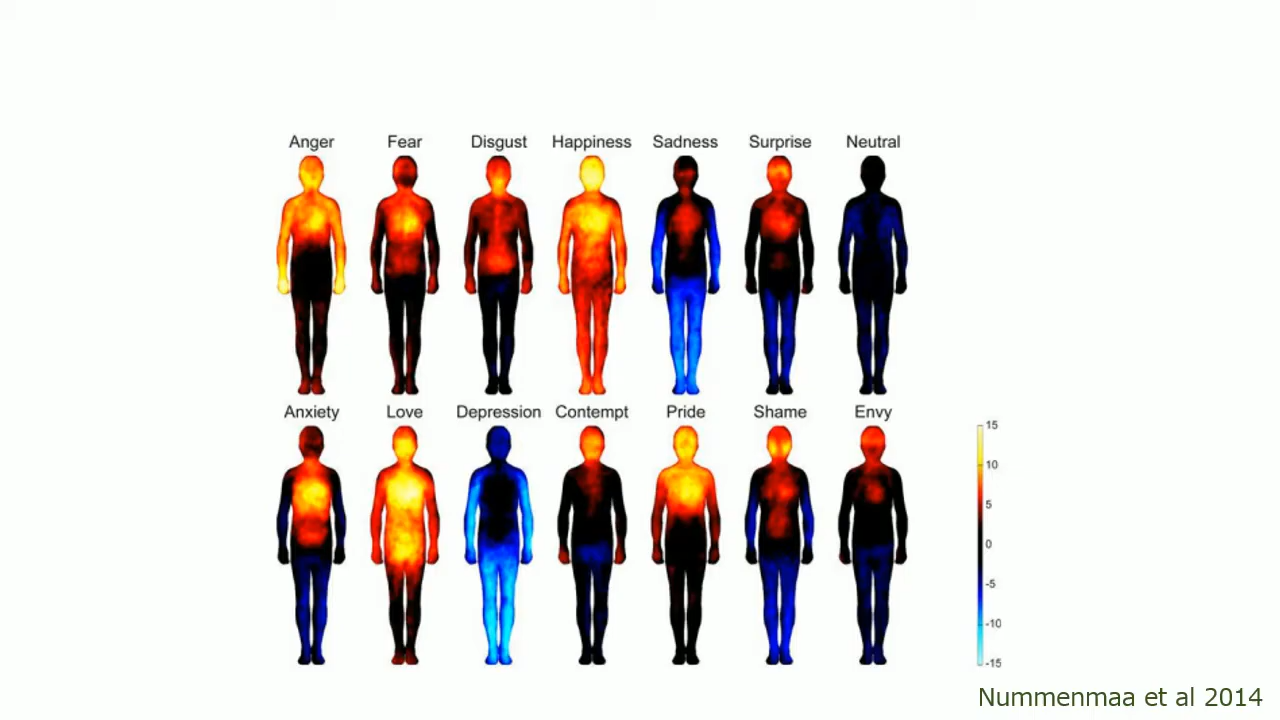 Anger Fear Disgust Happiness Sadness Surprise Neutral
Anxiety Love Depression Contempt Pride Shame Envy
15
10
5
0
-5
-10
-15
Nummenmaa et al 2014